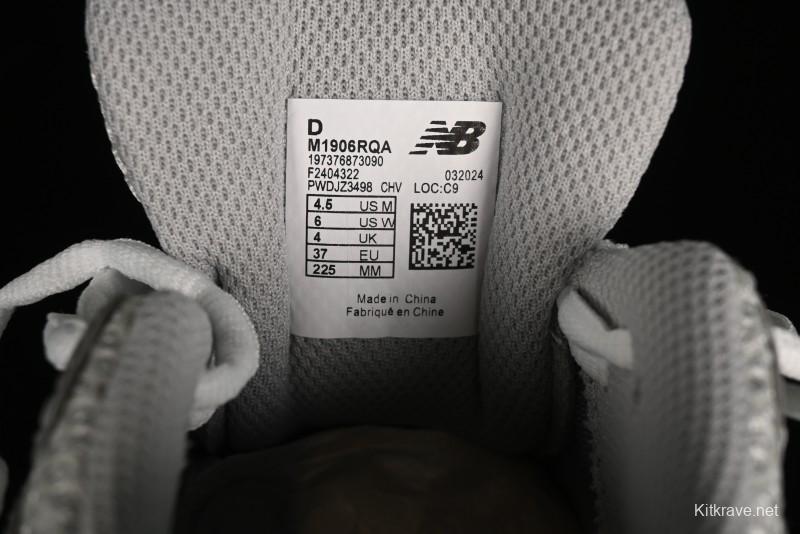 D
NB
M1906RQA
197376873090
F2404322 032024
PWDJZ3498 CHV LOC:C9
4.5 US M
6 US W
4 UK
37 EU
225 MM
Made in China
Fabriqué en Chine
Kitkrave.net